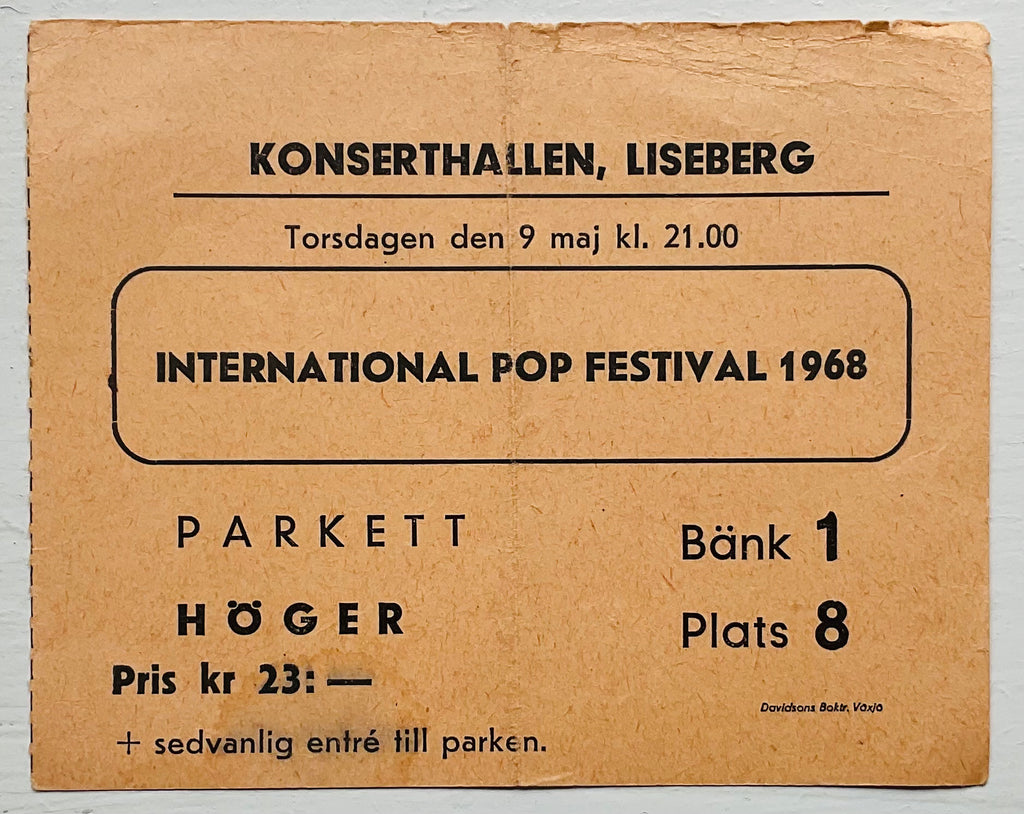 KONSERTHALLEN, LISEBERG
Torsdagen den 9 maj kl. 21.00
INTERNATIONAL POP FESTIVAL 1968
PARKETT
Bänk 1
HÖGER
Plats 8
Pris kr 23:—
Davidsons Boktr. Växjö
+ sedvanlig entré till parken.